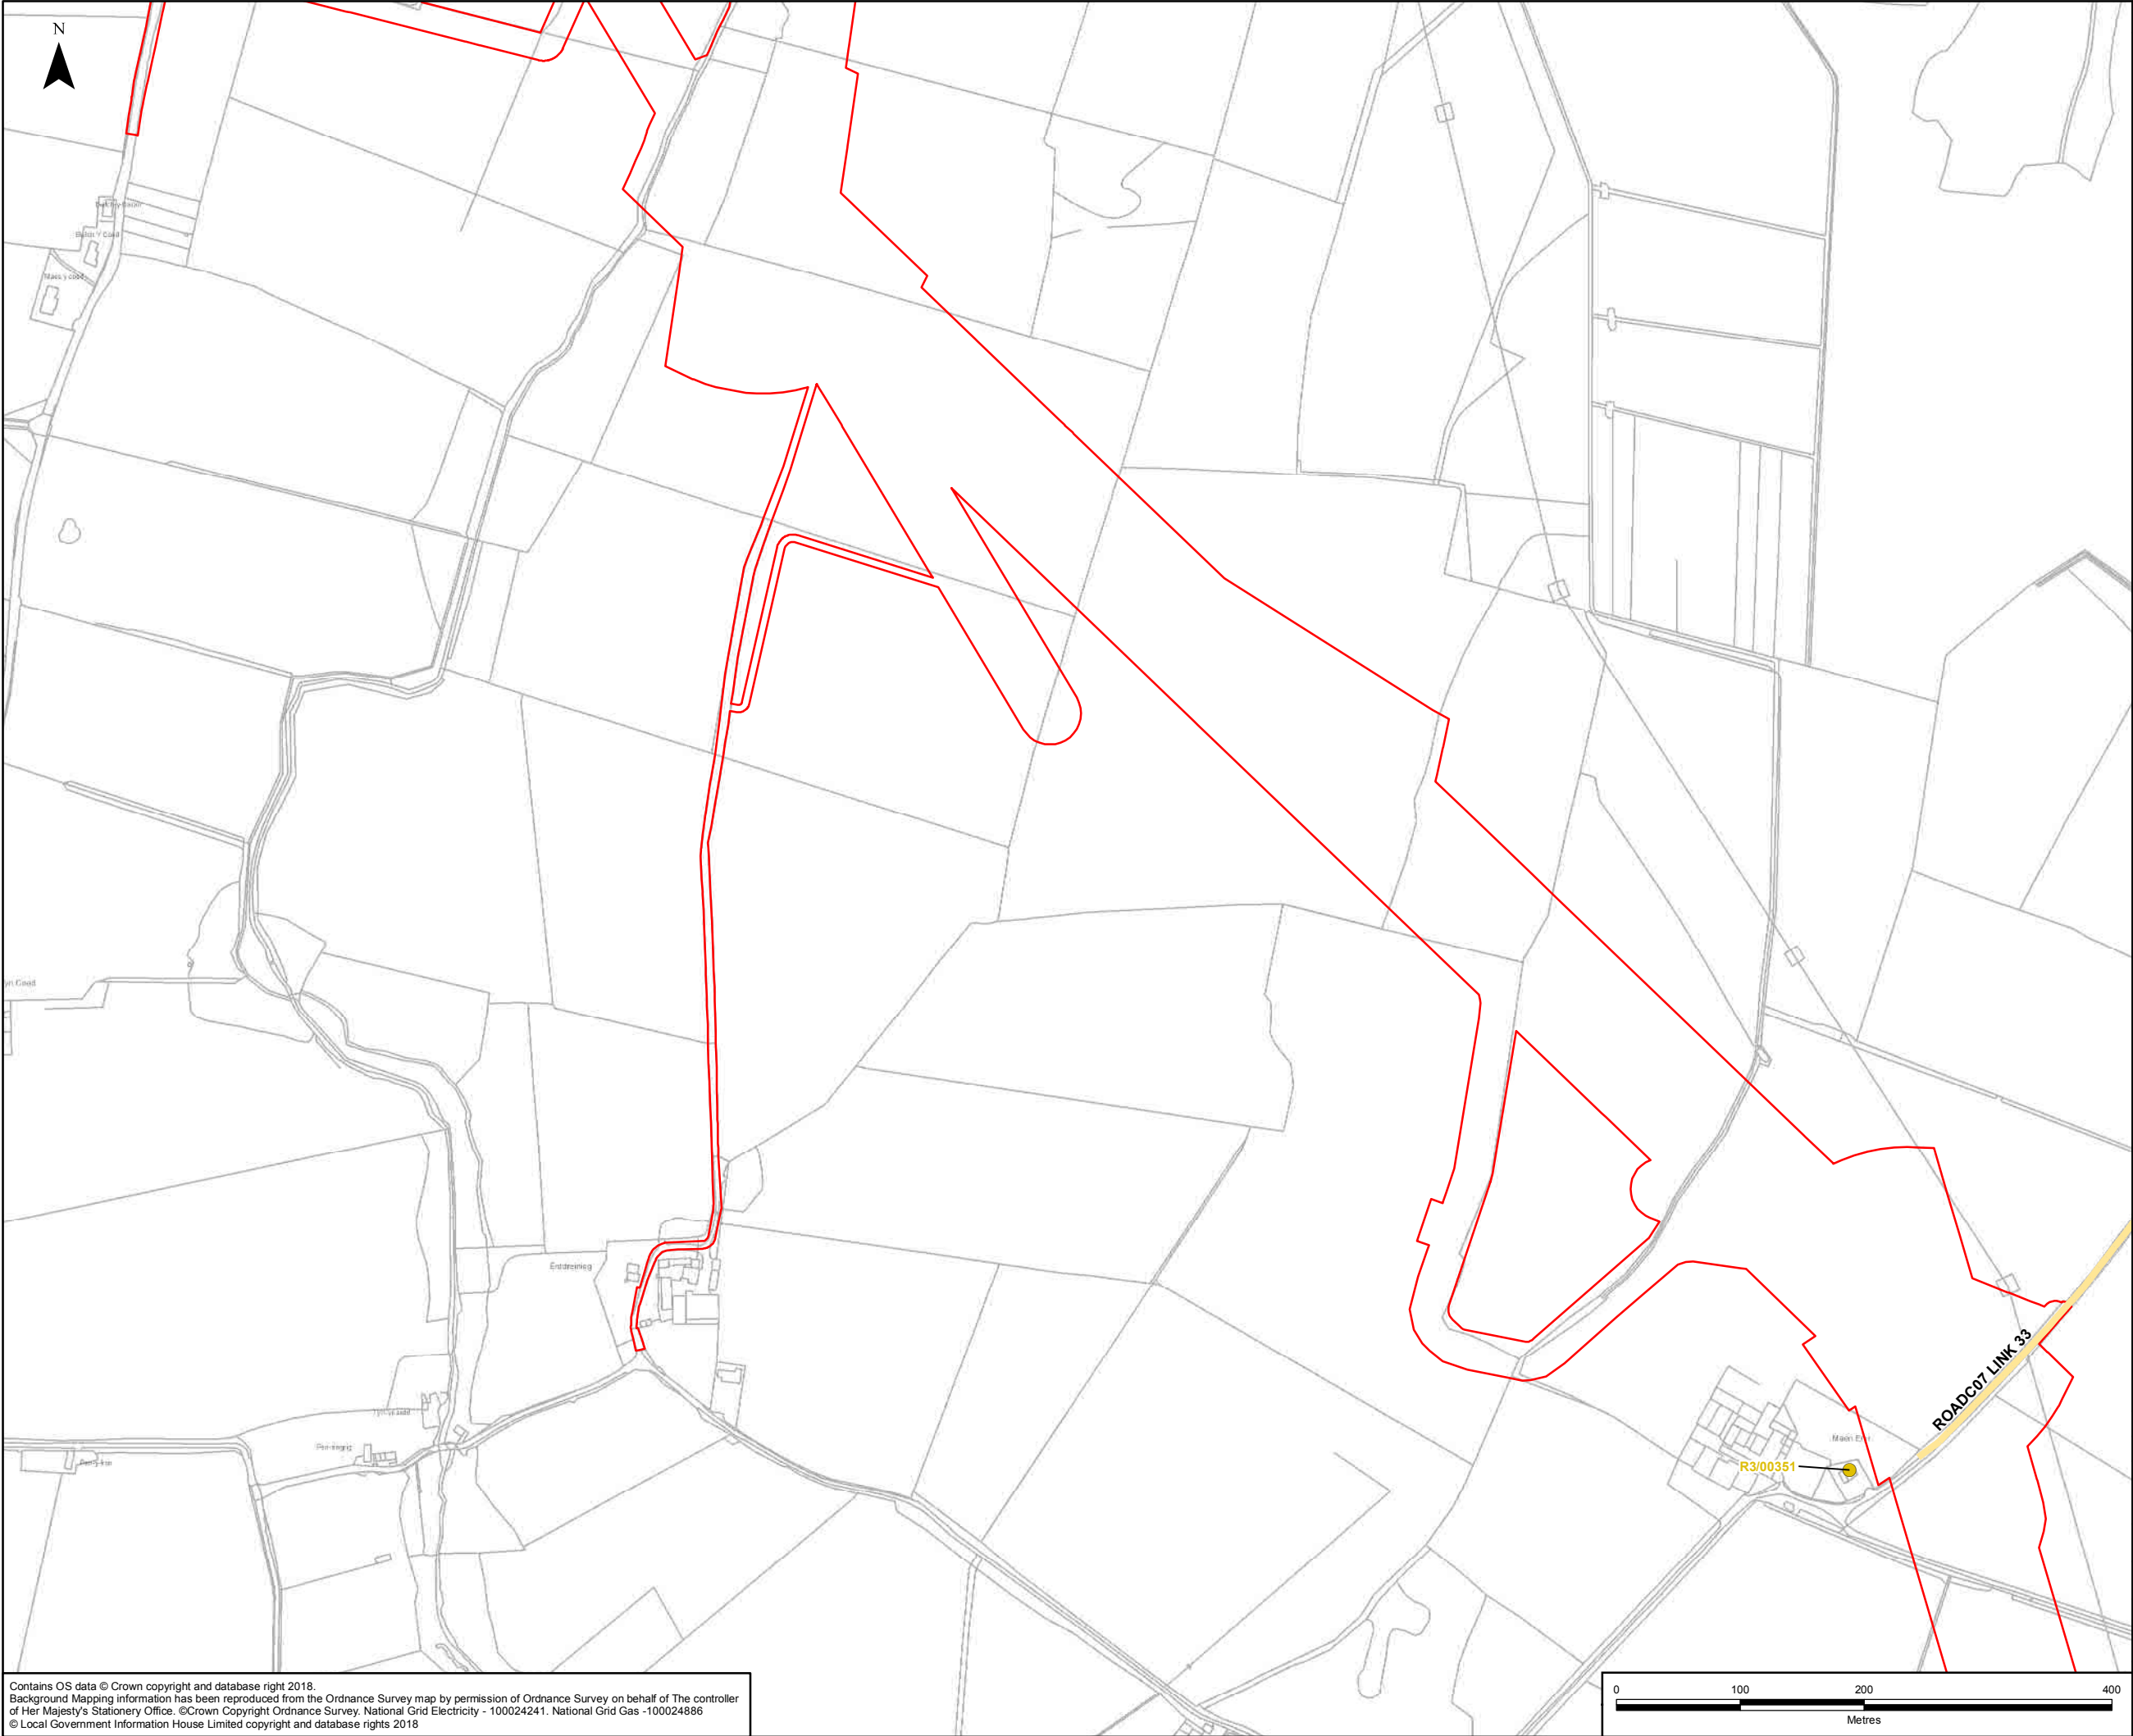 N
Maes y coed
Erddreiniog
ROADC07 LINK 33
R3/00351
Contains OS data © Crown copyright and database right 2018.
Background Mapping information has been reproduced from the Ordnance Survey map by permission of Ordnance Survey on behalf of The controller
of Her Majesty's Stationery Office. ©Crown Copyright Ordnance Survey. National Grid Electricity - 100024241. National Grid Gas -100024886
© Local Government Information House Limited copyright and database rights 2018
0 100 200 400
Metres